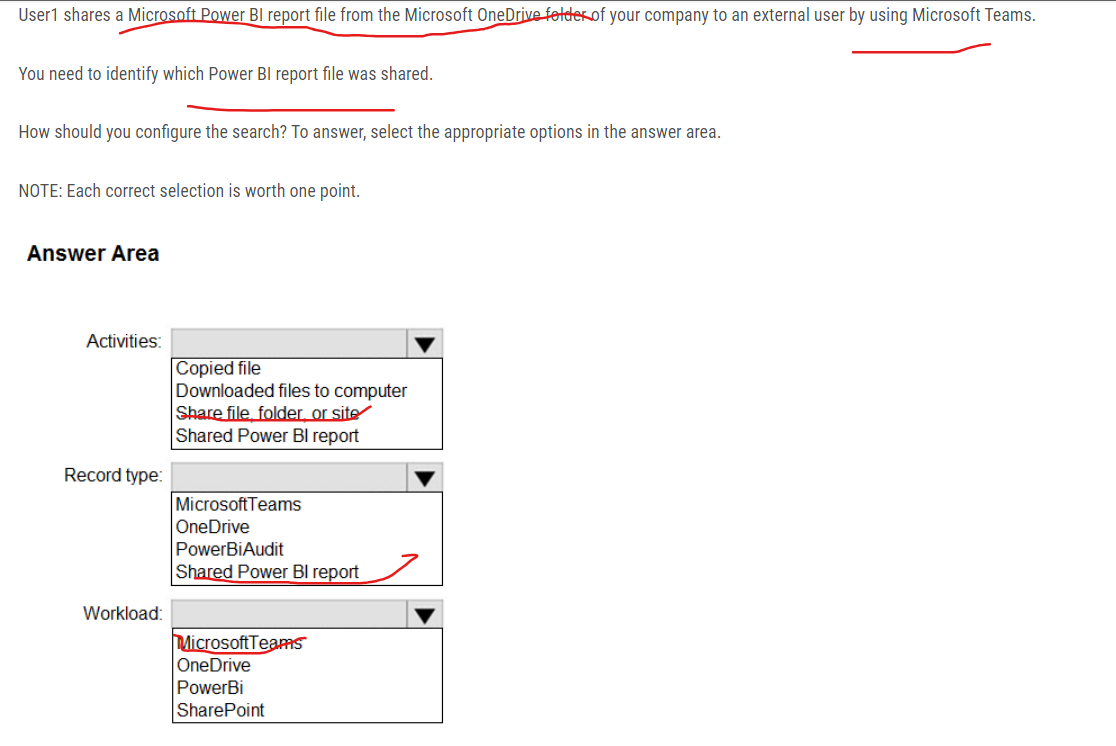 User1 shares a Microsoft Power BI report file from the Microsoft OneDrive folder of your company to an external user by using Microsoft Teams.
You need to identify which Power BI report file was shared.
How should you configure the search? To answer, select the appropriate options in the answer area.
NOTE: Each correct selection is worth one point.
Answer Area
Activities:
Copied file
Downloaded files to computer
Share file, folder, or site
Shared Power BI report
Record type:
MicrosoftTeams
OneDrive
PowerBiAudit
Shared Power BI report
Workload:
MicrosoftTeams
OneDrive
PowerBi
SharePoint